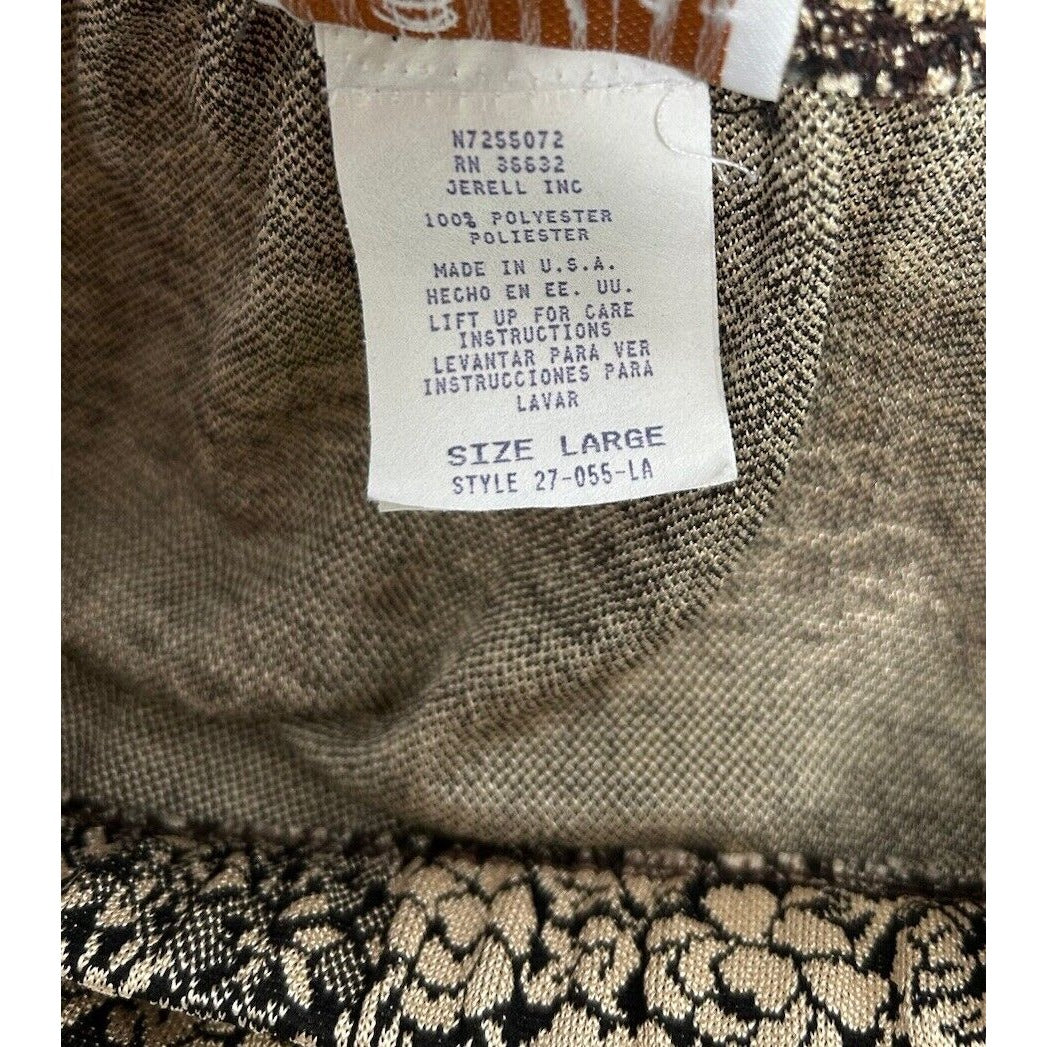 N7255072
RN 36632
JERELL INC
100% POLYESTER
POLIESTER
MADE IN U.S.A.
HECHO EN EE. UU.
LIFT UP FOR CARE
INSTRUCTIONS
LEVANTAR PARA VER
INSTRUCCIONES PARA
LAVAR
SIZE LARGE
STYLE 27-055-LA